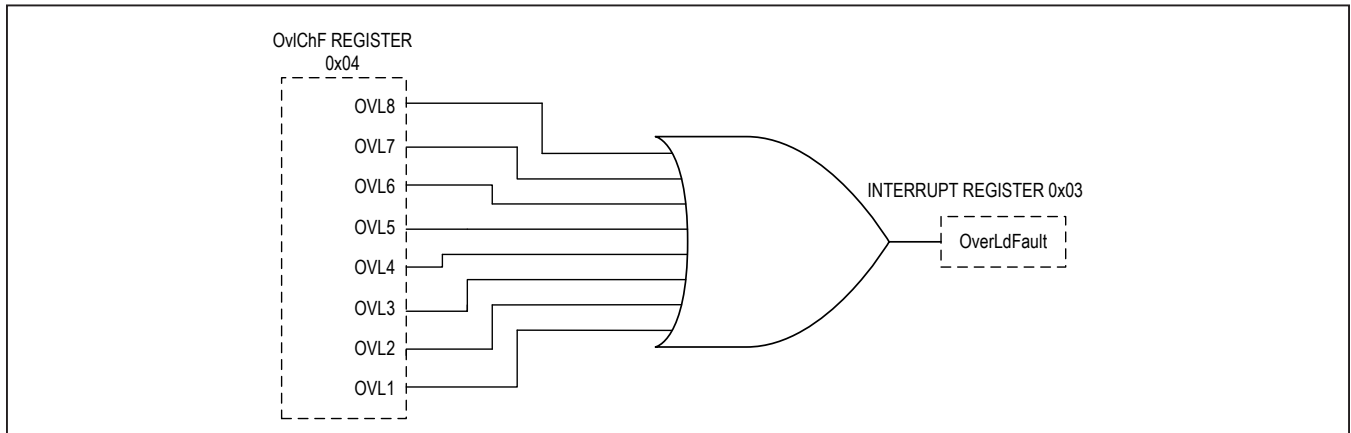 OvlChF REGISTER
0x04
OVL8
OVL7
OVL6
OVL5
OVL4
OVL3
OVL2
OVL1
INTERRUPT REGISTER 0x03
OverLdFault